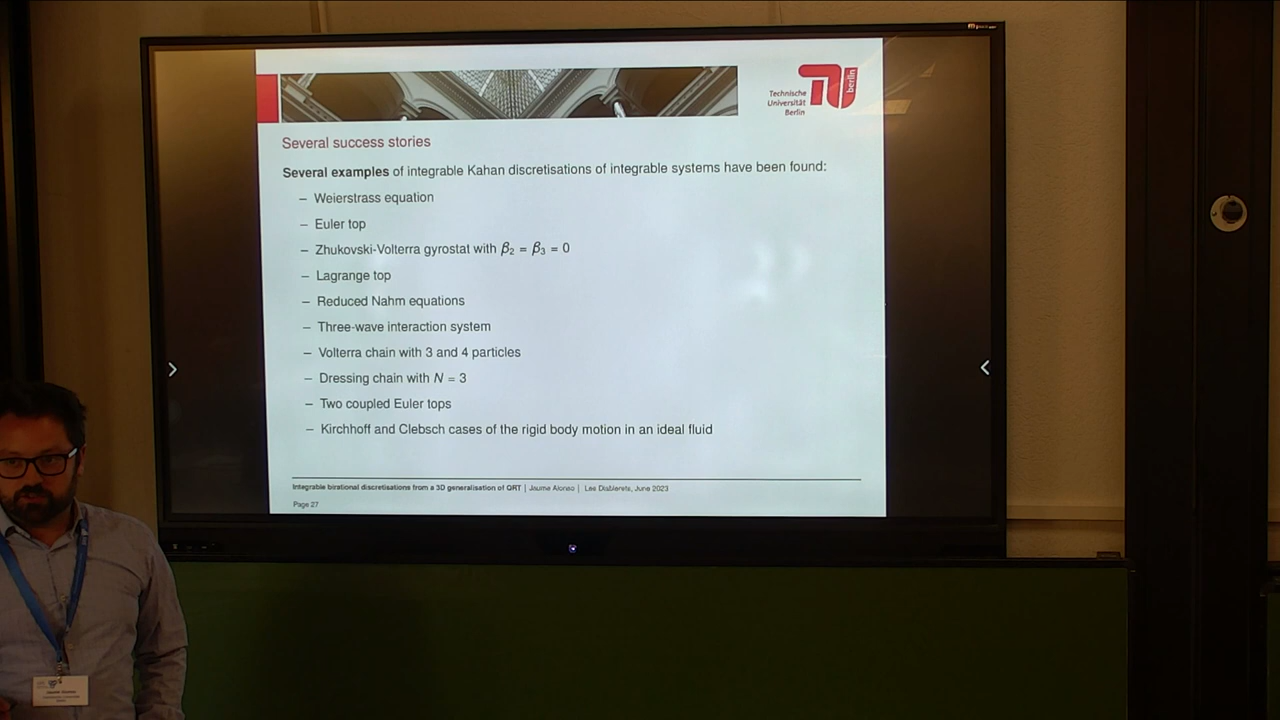 Technische
Universität
Berlin
berlin
Several success stories
Several examples of integrable Kahan discretisations of integrable systems have been found:
– Weierstrass equation
– Euler top
– Zhukovski-Volterra gyrostat with β₂ = β₃ = 0
– Lagrange top
– Reduced Nahm equations
– Three-wave interaction system
– Volterra chain with 3 and 4 particles
– Dressing chain with N = 3
– Two coupled Euler tops
– Kirchhoff and Clebsch cases of the rigid body motion in an ideal fluid
Integrable birational discretisations from a 3D generalisation of QRT | Jaume Alonso | Les Diablerets, June 2023
Page 27